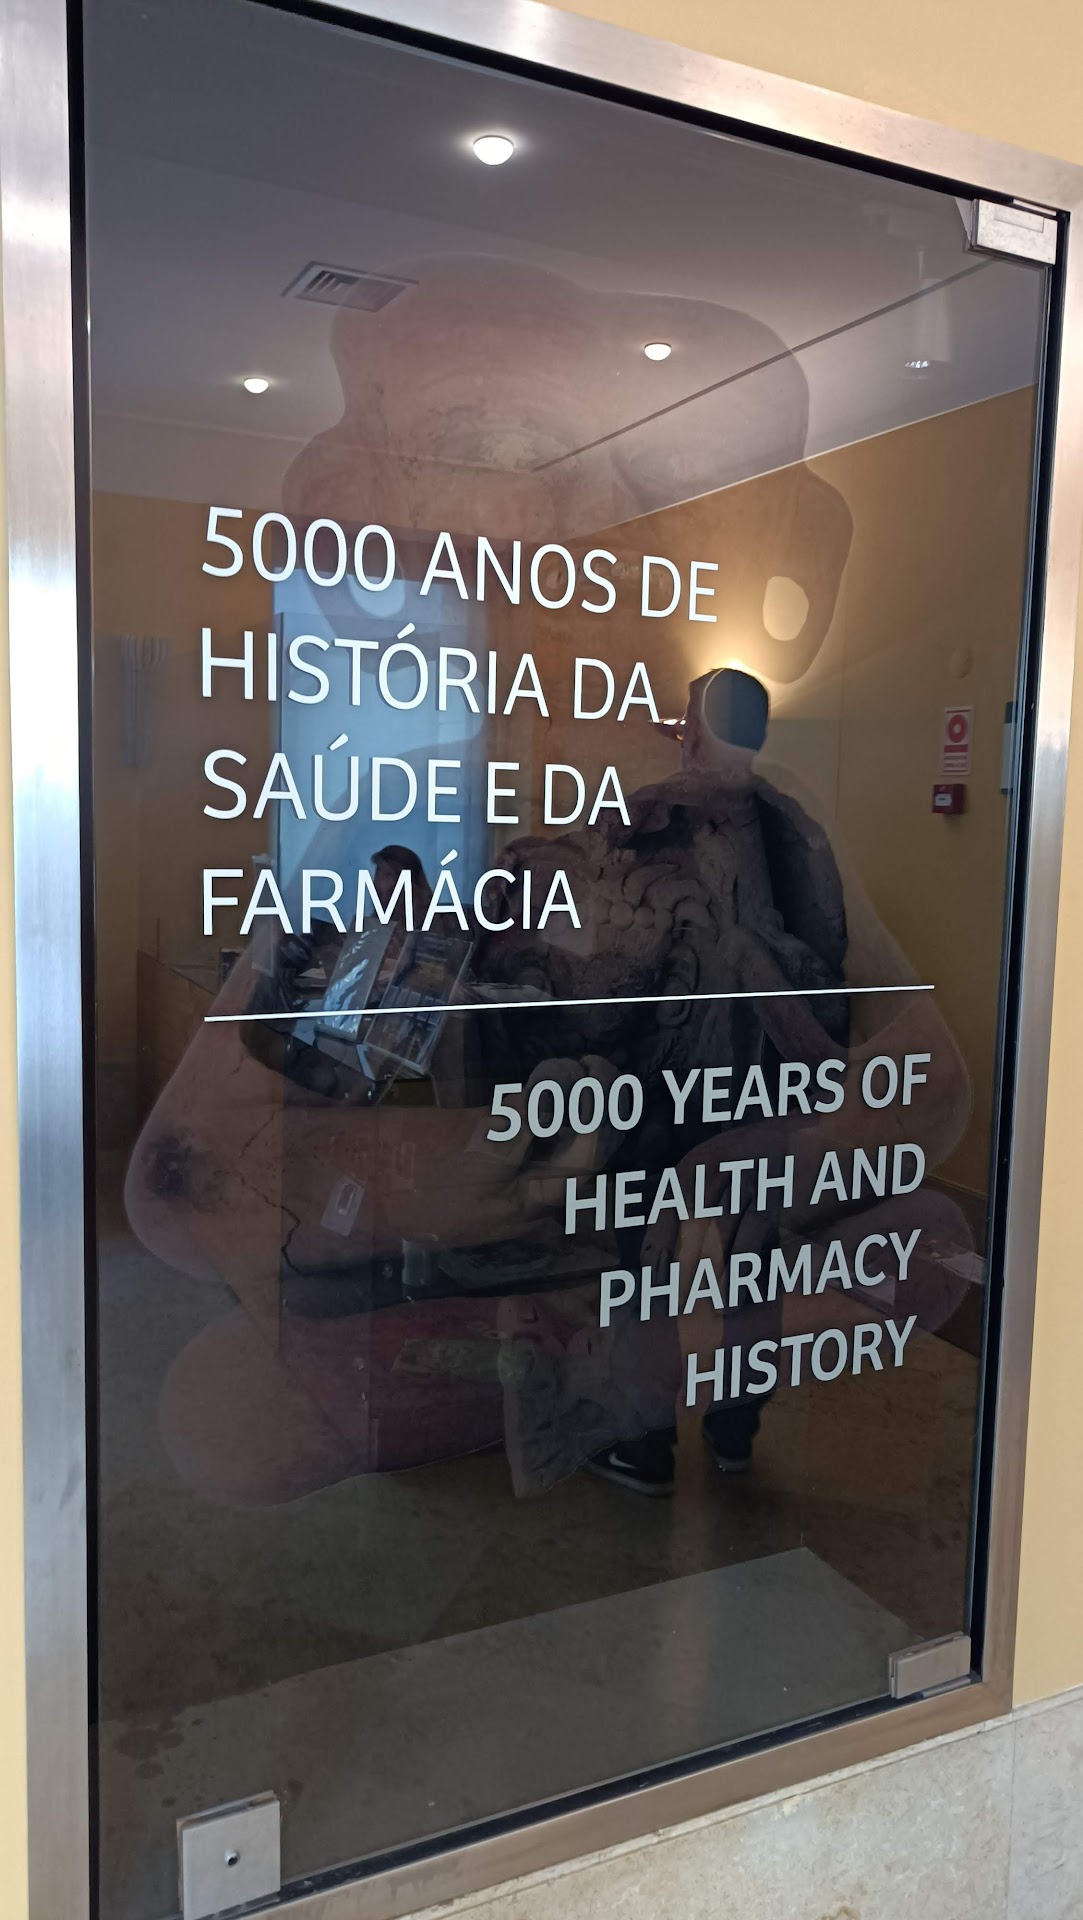 5000 ANOS DE
HISTÓRIA DA
SAÚDE E DA
FARMÁCIA
5000 YEARS OF
HEALTH AND
PHARMACY
HISTORY